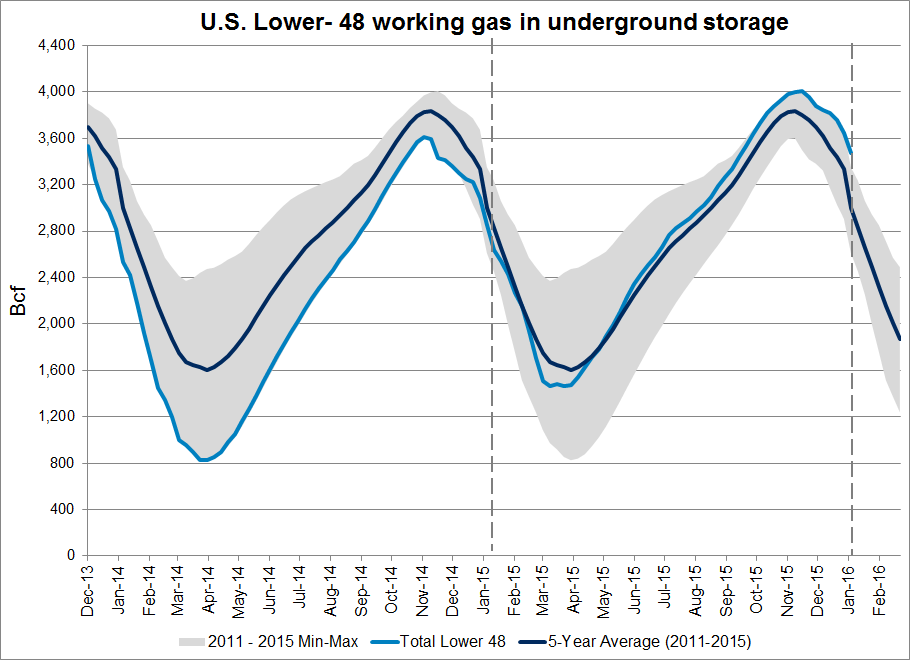 U.S. Lower- 48 working gas in underground storage
4,400
4,000
3,600
3,200
2,800
2,400
2,000
1,600
1,200
800
400
0
Bcf
Dec-13
Jan-14
Feb-14
Mar-14
Apr-14
May-14
Jun-14
Jul-14
Aug-14
Sep-14
Oct-14
Nov-14
Dec-14
Jan-15
Feb-15
Mar-15
Apr-15
May-15
Jun-15
Jul-15
Aug-15
Sep-15
Oct-15
Nov-15
Dec-15
Jan-16
Feb-16
2011 - 2015 Min-Max
Total Lower 48
5-Year Average (2011-2015)